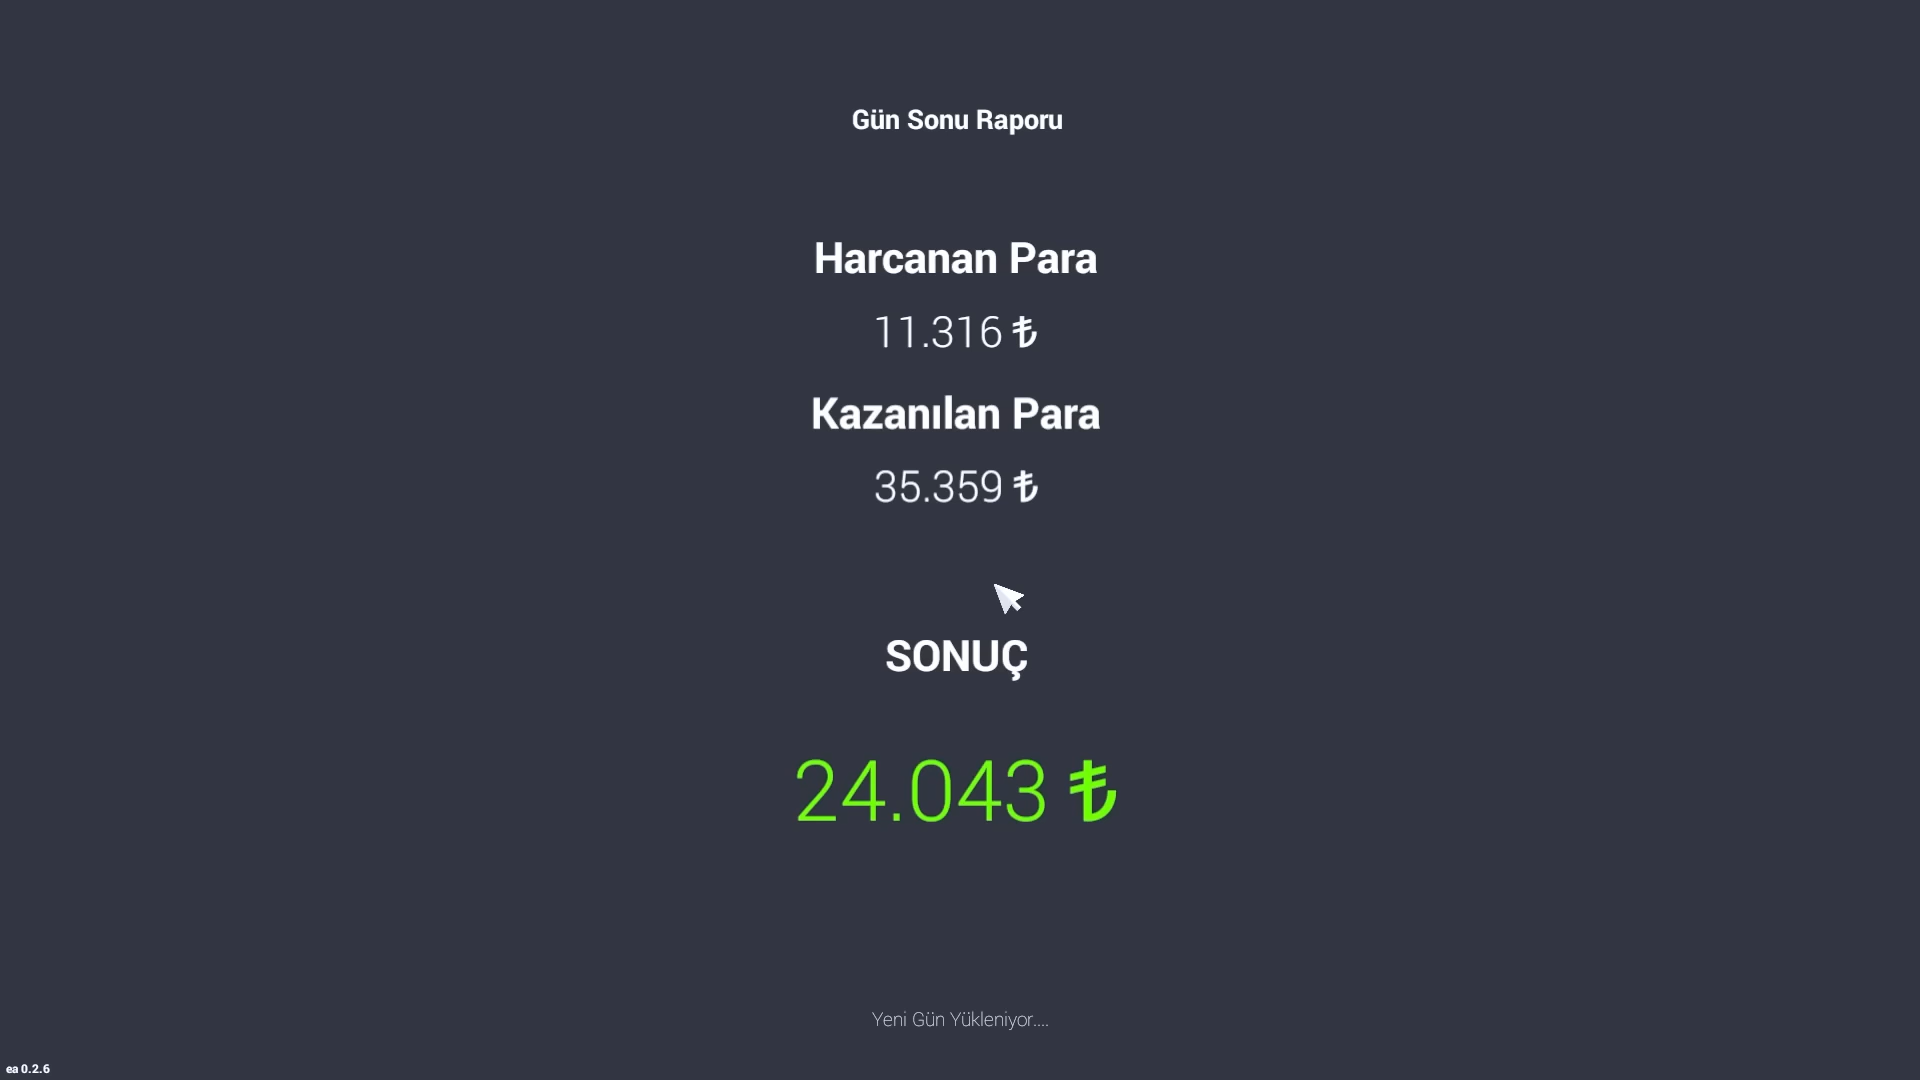 Gün Sonu Raporu
Harcanan Para
11.316 ₺
Kazanılan Para
35.359 ₺
SONUÇ
24.043 ₺
Yeni Gün Yükleniyor....
ea 0.2.6